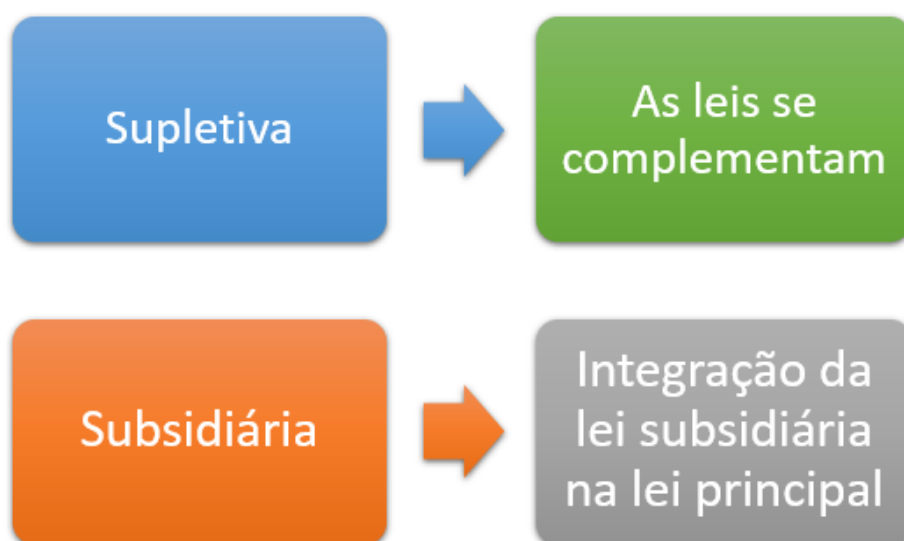 Supletiva
As leis se
complementam
Subsidiária
Integração da
lei subsidiária
na lei principal